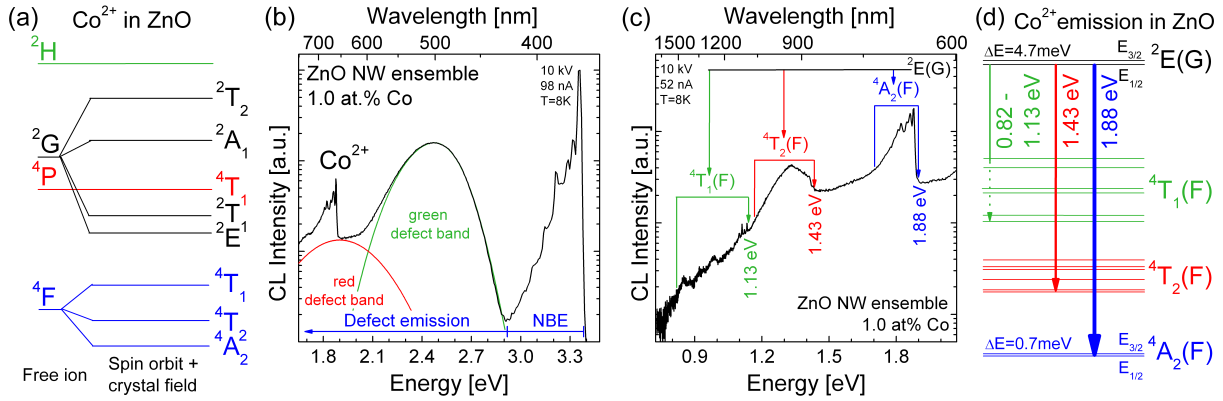 (a) Co²⁺ in ZnO
²H
²T₂
²G
²A₁
⁴P
⁴T₁
²T₁
²E
⁴F
⁴T₁
⁴T₂
⁴A₂
Free ion
Spin orbit +
crystal field
(b) Wavelength [nm]
700 600 500 400
ZnO NW ensemble
1.0 at.% Co
10 kV
98 nA
T=8K
Co²⁺
green
defect band
red
defect band
Defect emission
NBE
CL Intensity [a.u.]
1.8 2.1 2.4 2.7 3.0 3.3
Energy [eV]
(c) Wavelength [nm]
1500 1200 900 600
10 kV
52 nA
T=8K
²E(G)
⁴A₂(F)
⁴T₂(F)
⁴T₁(F)
1.13 eV
1.43 eV
1.88 eV
ZnO NW ensemble
1.0 at% Co
CL Intensity [a.u.]
0.9 1.2 1.5 1.8
Energy [eV]
(d) Co²⁺emission in ZnO
ΔE=4.7meV
E₃/₂
²E(G)
E₁/₂
0.82 -
1.13 eV
1.43 eV
1.88 eV
⁴T₁(F)
⁴T₂(F)
ΔE=0.7meV
E₃/₂
⁴A₂(F)
E₁/₂